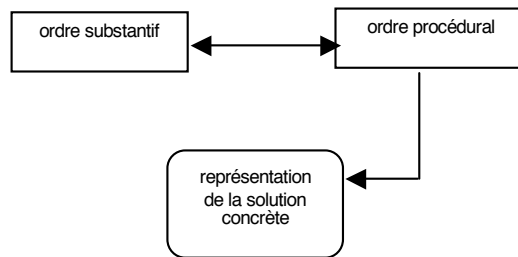 ordre substantif
ordre procédural
représentation
de la solution
concrète